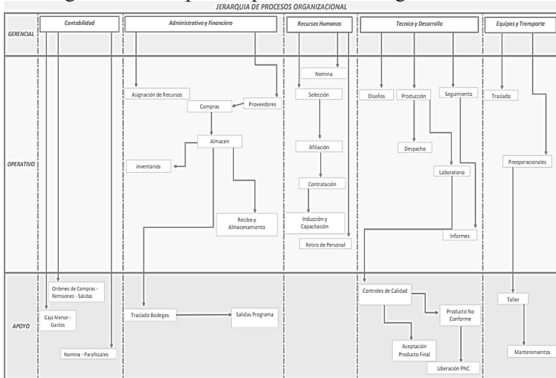 JERARQUIA DE PROCESOS ORGANIZACIONAL
GERENCIAL
Contabilidad
Administrativo y Financiero
Recursos Humanas
Tecnica y Desarrollo
Equipos y Transporte
OPERATIVO
Asignación de Recursos
Compras
Proveedores
Almacen
inventarios
Recibo y
Almacenamiento
Nomina
Selección
Afiliación
Contratación
Inducción y
Capacitación
Retiro de Personal
Diseños
Producción
Seguimiento
Despacho
Laboratorio
Informes
Traslado
Preoperacionales
APOYO
Ordenes de Compras -
Remisiones - Salidas
Caja Menor -
Gastos
Nomina - Parafiscales
Traslado Bodegas
Salidas Programa
Controles de Calidad
Producto No
Conforme
Aceptación
Producto Final
Liberación PNC
Taller
Mantenimentos